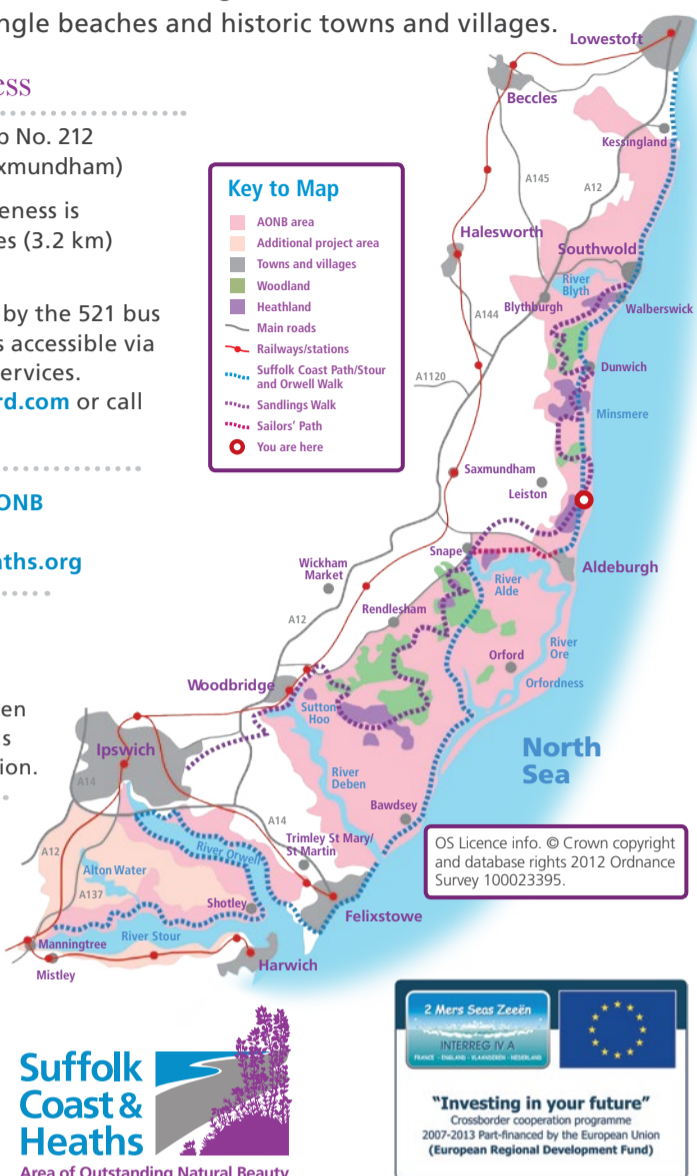 ngle beaches and historic towns and villages.
ess
p No. 212
xmundham)
eness is
es (3.2 km)
by the 521 bus
s accessible via
ervices.
rd.com or call
ONB
aths.org
en
s
ion.
Key to Map
AONB area
Additional project area
Towns and villages
Woodland
Heathland
Main roads
Railways/stations
Suffolk Coast Path/Stour
and Orwell Walk
Sandlings Walk
Sailors' Path
You are here
Lowestoft
Beccles
Kessingland
A145
A12
Halesworth
Southwold
River
Blyth
Blythburgh
Walberswick
A144
Dunwich
A1120
Minsmere
Saxmundham
Leiston
Snape
Aldeburgh
Wickham
Market
River
Alde
Rendlesham
A12
River
Ore
Orford
Orfordness
Woodbridge
Sutton
Hoo
North
Sea
Ipswich
A14
River
Deben
Bawdsey
A14
Trimley St Mary/
St Martin
A12
River Orwell
Alton Water
A137
Shotley
Felixstowe
River Stour
Manningtree
Mistley
Harwich
OS Licence info. © Crown copyright
and database rights 2012 Ordnance
Survey 100023395.
Suffolk
Coast &
Heaths
Area of Outstanding Natural Beauty
2 Mers Seas Zeeën
INTERREG IV A
FRANCE - ENGLAND - VLAANDEREN - NEDERLAND
"Investing in your future"
Crossborder cooperation programme
2007-2013 Part-financed by the European Union
(European Regional Development Fund)